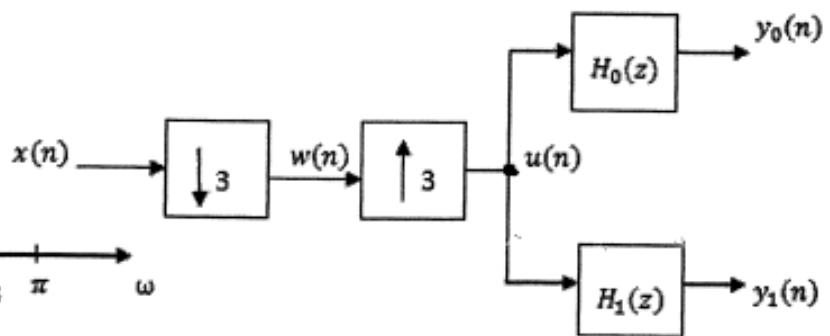 y₀(n)
H₀(z)
x(n) ↓ 3 w(n) ↑ 3 u(n)
π ω
H₁(z) y₁(n)